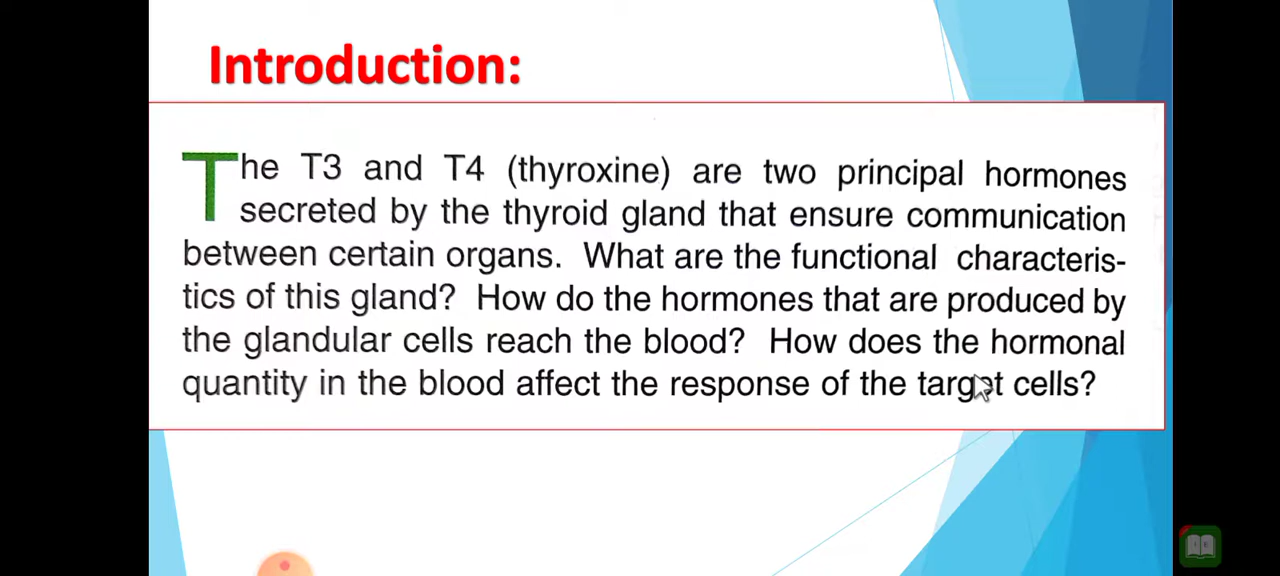 Introduction:
The T3 and T4 (thyroxine) are two principal hormones
secreted by the thyroid gland that ensure communication
between certain organs. What are the functional characteris-
tics of this gland? How do the hormones that are produced by
the glandular cells reach the blood? How does the hormonal
quantity in the blood affect the response of the target cells?